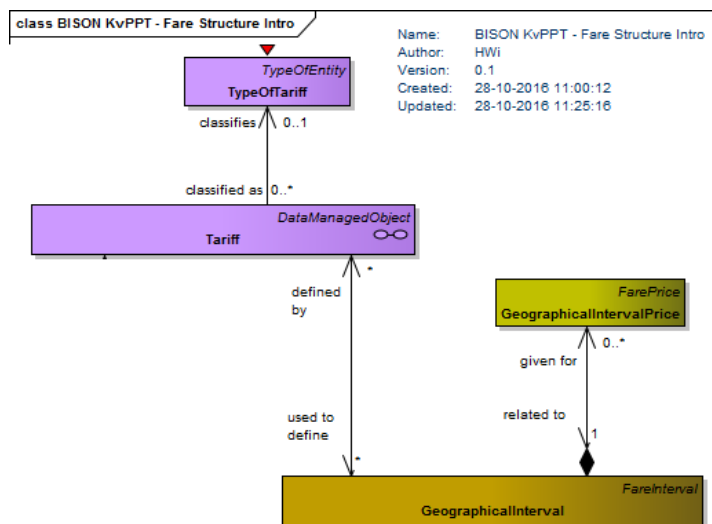 class BISON KvPPT - Fare Structure Intro
Name: BISON KvPPT - Fare Structure Intro
Author: HWi
Version: 0.1
Created: 28-10-2016 11:00:12
Updated: 28-10-2016 11:25:16
TypeOfEntity
TypeOfTariff
classifies 0..1
classified as 0..*
DataManagedObject
Tariff
*
defined
by
FarePrice
GeographicalIntervalPrice
0..*
given for
used to
define
*
related to
1
FareInterval
GeographicalInterval